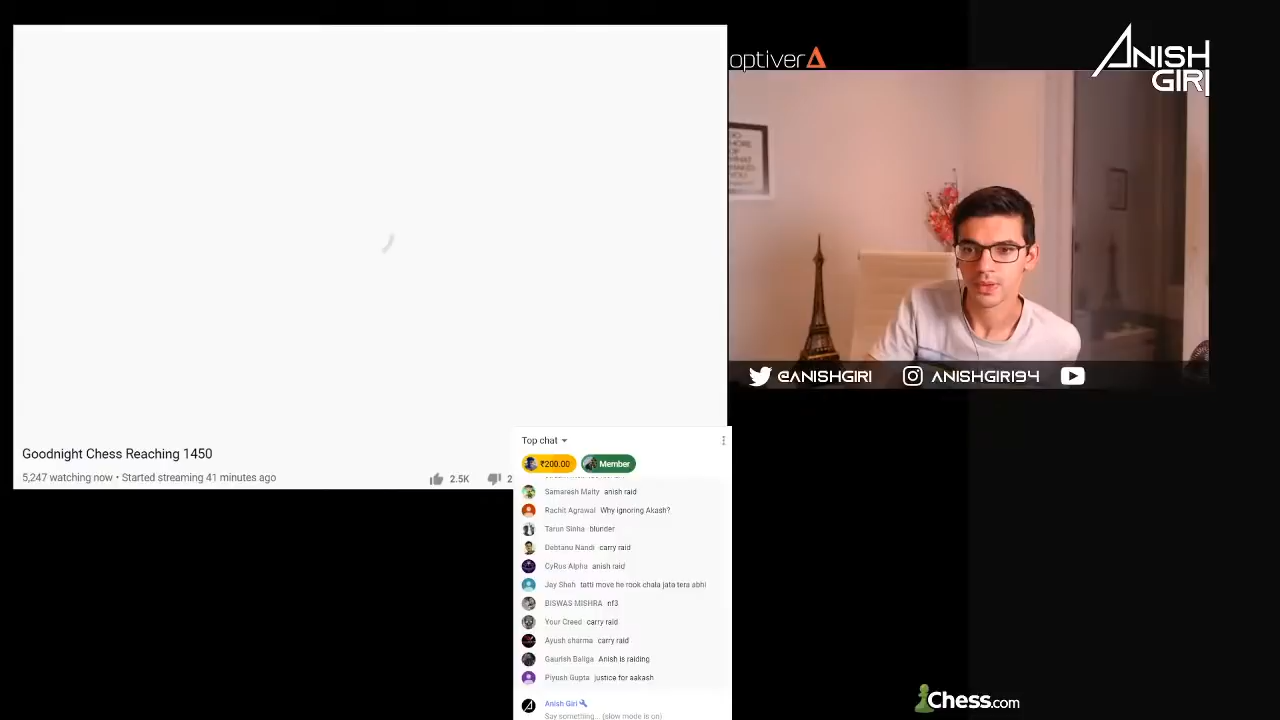 optiver
ANISH
GIRI
Goodnight Chess Reaching 1450
5,247 watching now • Started streaming 41 minutes ago
2.5K
2
Top chat
₹200.00
Member
Samaresh Maity anish raid
Rachit Agrawal Why ignoring Akash?
Tarun Sinha blunder
Debtanu Nandi carry raid
CyRus Alpha anish raid
Jay Shah tatti move he rook chala jata tera abhi
BISWAS MISHRA nf3
Your Creed carry raid
Ayush sharma carry raid
Gaurish Baliga Anish is raiding
Piyush Gupta justice for aakash
Anish Giri
Say something... (slow mode is on)
@ANISHGIRI
ANISHGIRI94
Chess.com